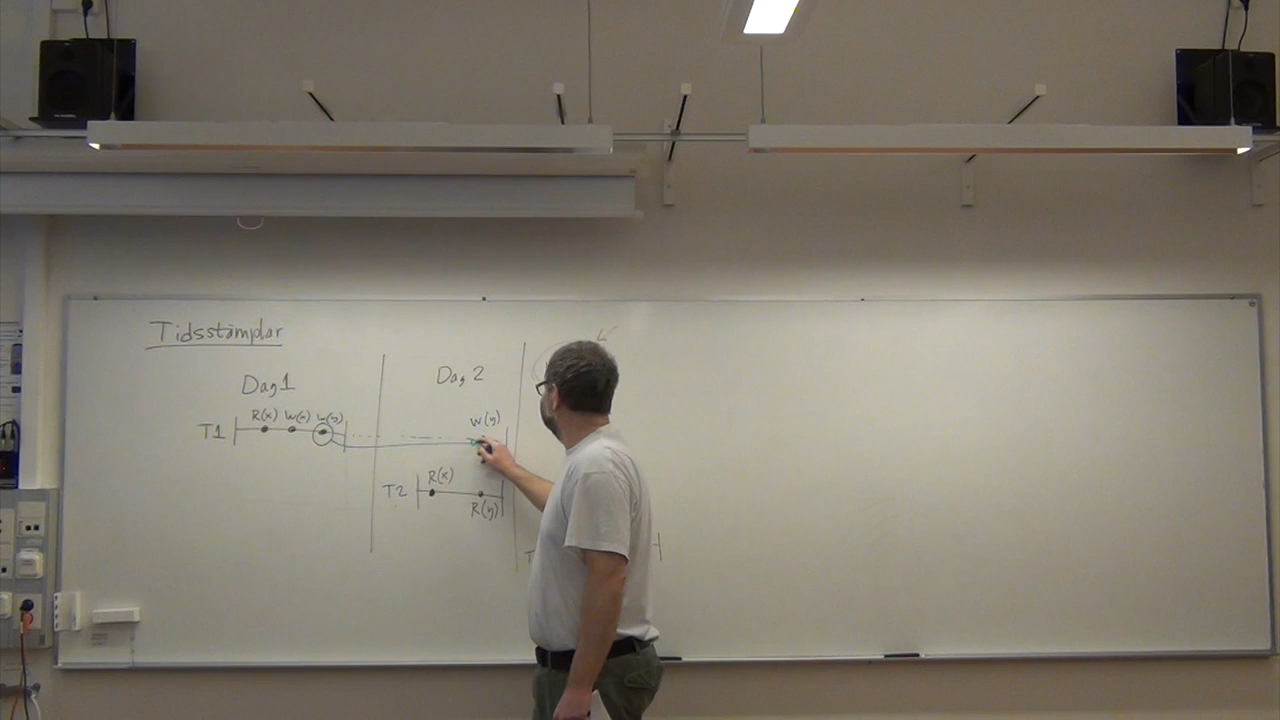 Tidsstämplar
Dag 1
Dag 2
T1 R(x) W(x) W(y)
W(y)
T2 R(x) R(y)